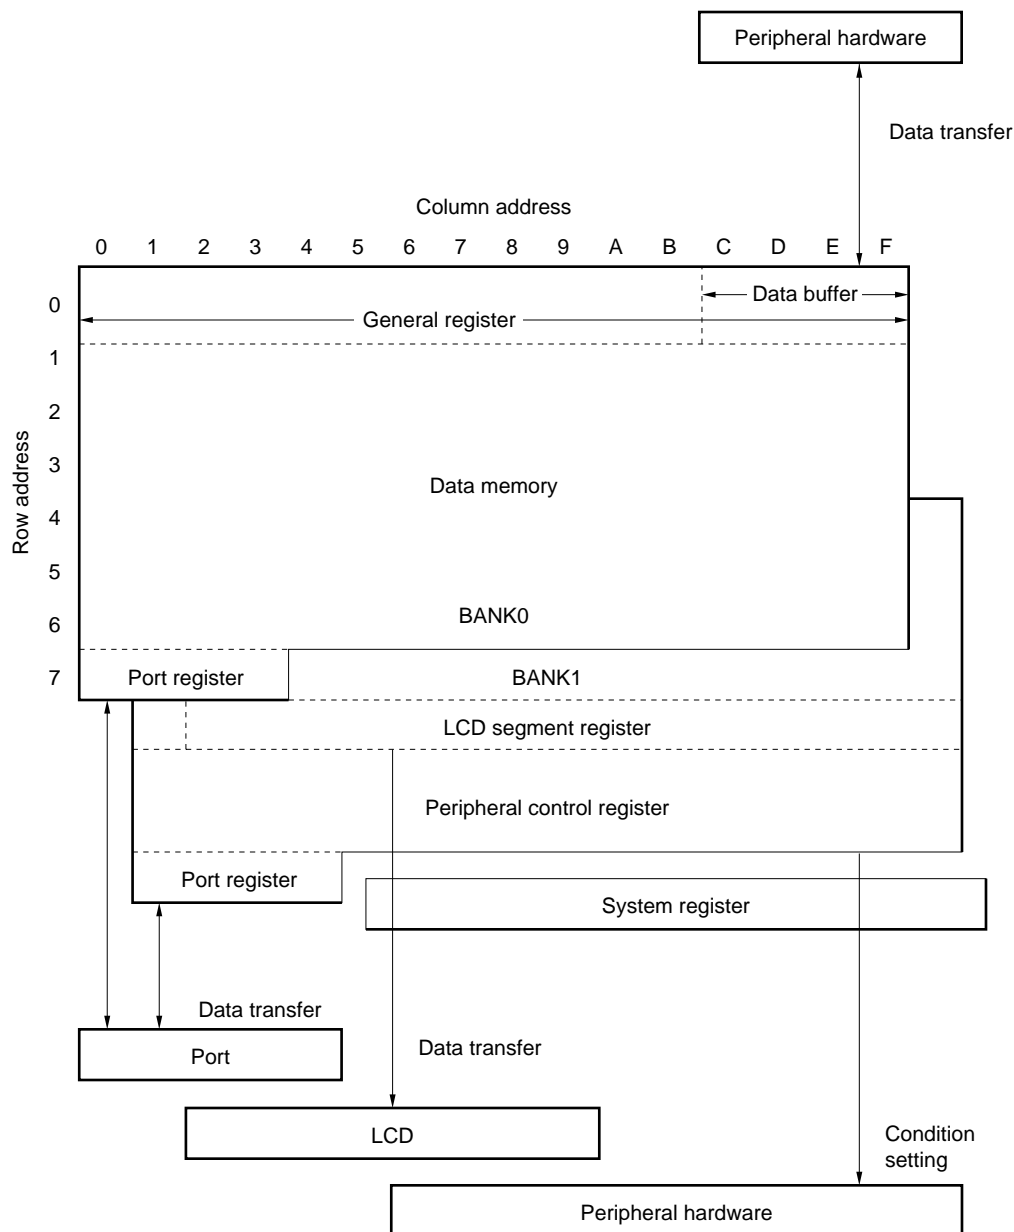 Peripheral hardware
Data transfer
Column address
0 1 2 3 4 5 6 7 8 9 A B C D E F
Row address
0
1
2
3
4
5
6
7
Data buffer
General register
Data memory
BANK0
Port register
BANK1
LCD segment register
Peripheral control register
Port register
System register
Data transfer
Port
Data transfer
LCD
Condition
setting
Peripheral hardware